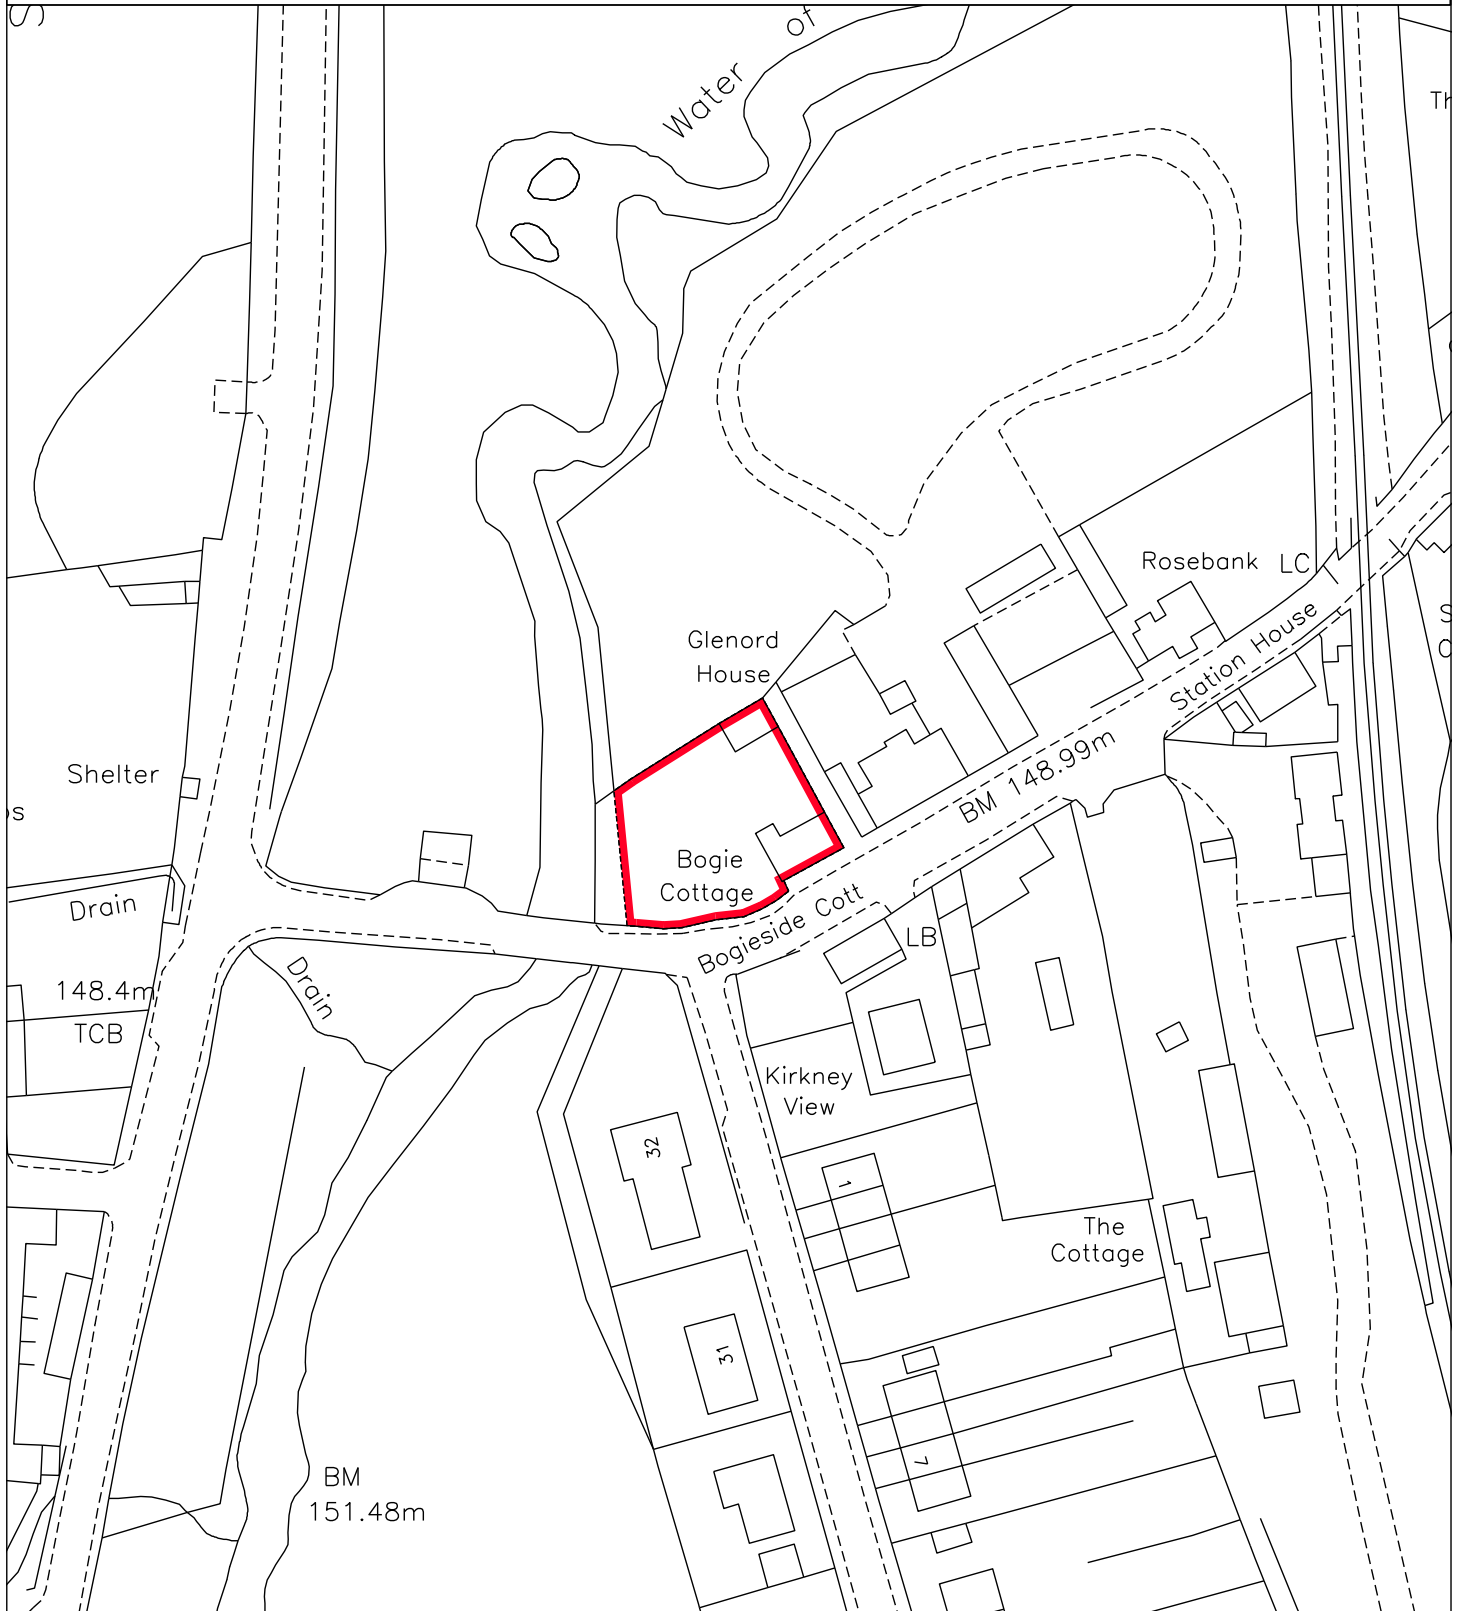 of
Water
Rosebank
LC
Glenord
House
Station House
Shelter
BM 148.99m
Bogie
Cottage
Drain
Bogieside Cott
LB
Drain
148.4m
TCB
Kirkney
View
32
1
The
Cottage
31
7
BM
151.48m